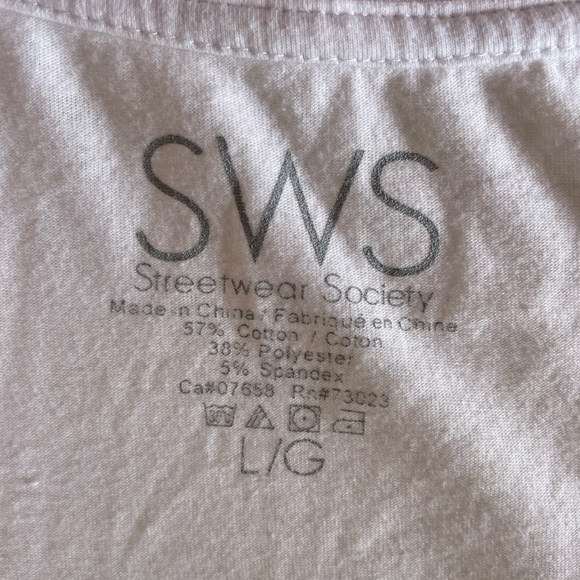 SWS
Streetwear Society
Made in China / Fabriqué en Chine
57% Cotton / Coton
38% Polyester
5% Spandex
Ca#07658 Rn#73023
L/G